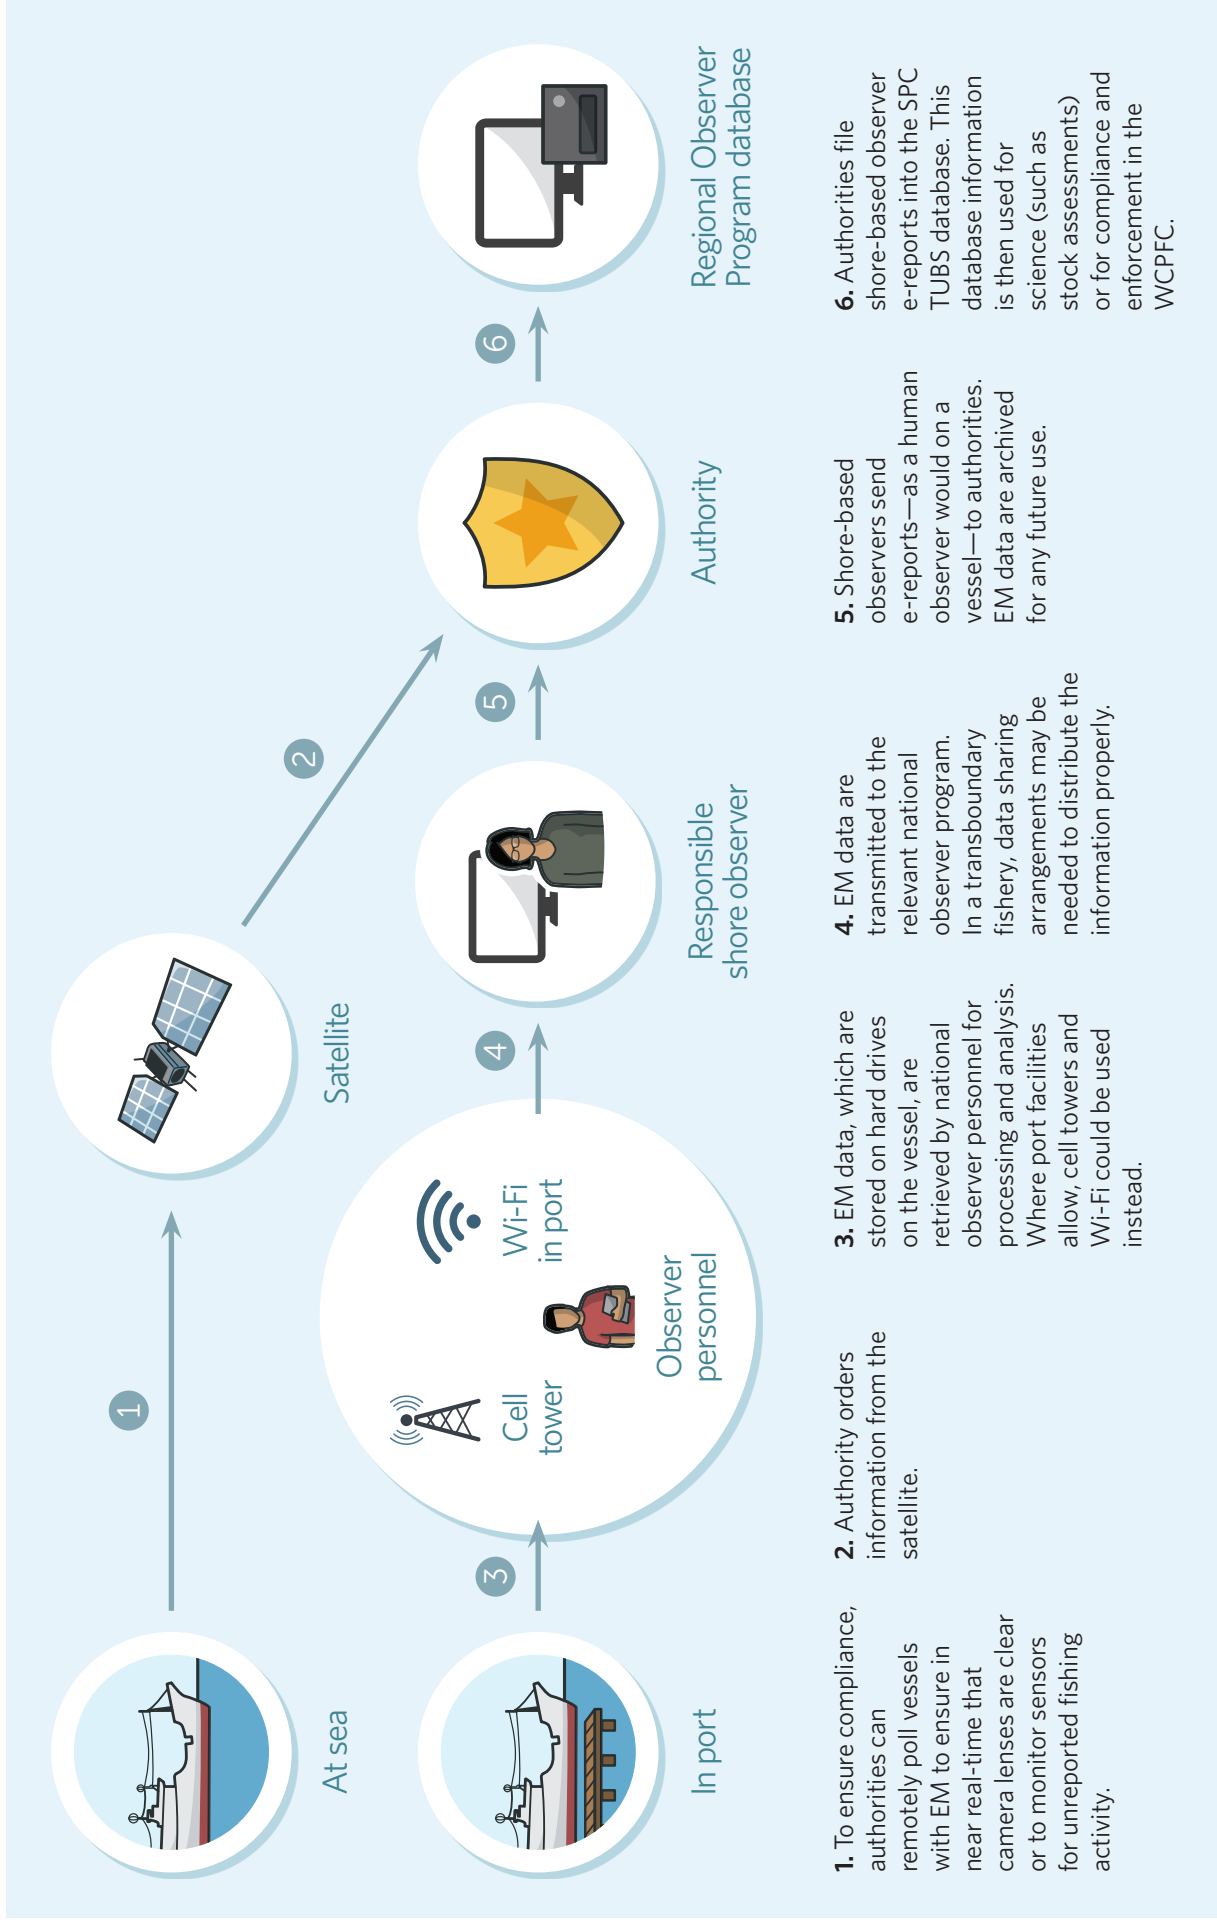 1
2
At sea
Satellite
3
Cell
tower
Observer
personnel
Wi-Fi
in port
4
5
6
In port
Responsible
shore observer
Authority
Regional Observer
Program database
1. To ensure compliance,
authorities can
remotely poll vessels
with EM to ensure in
near real-time that
camera lenses are clear
or to monitor sensors
for unreported fishing
activity.
2. Authority orders
information from the
satellite.
3. EM data, which are
stored on hard drives
on the vessel, are
retrieved by national
observer personnel for
processing and analysis.
Where port facilities
allow, cell towers and
Wi-Fi could be used
instead.
4. EM data are
transmitted to the
relevant national
observer program.
In a transboundary
fishery, data sharing
arrangements may be
needed to distribute the
information properly.
5. Shore-based
observers send
e-reports—as a human
observer would on a
vessel—to authorities.
EM data are archived
for any future use.
6. Authorities file
shore-based observer
e-reports into the SPC
TUBS database. This
database information
is then used for
science (such as
stock assessments)
or for compliance and
enforcement in the
WCPFC.